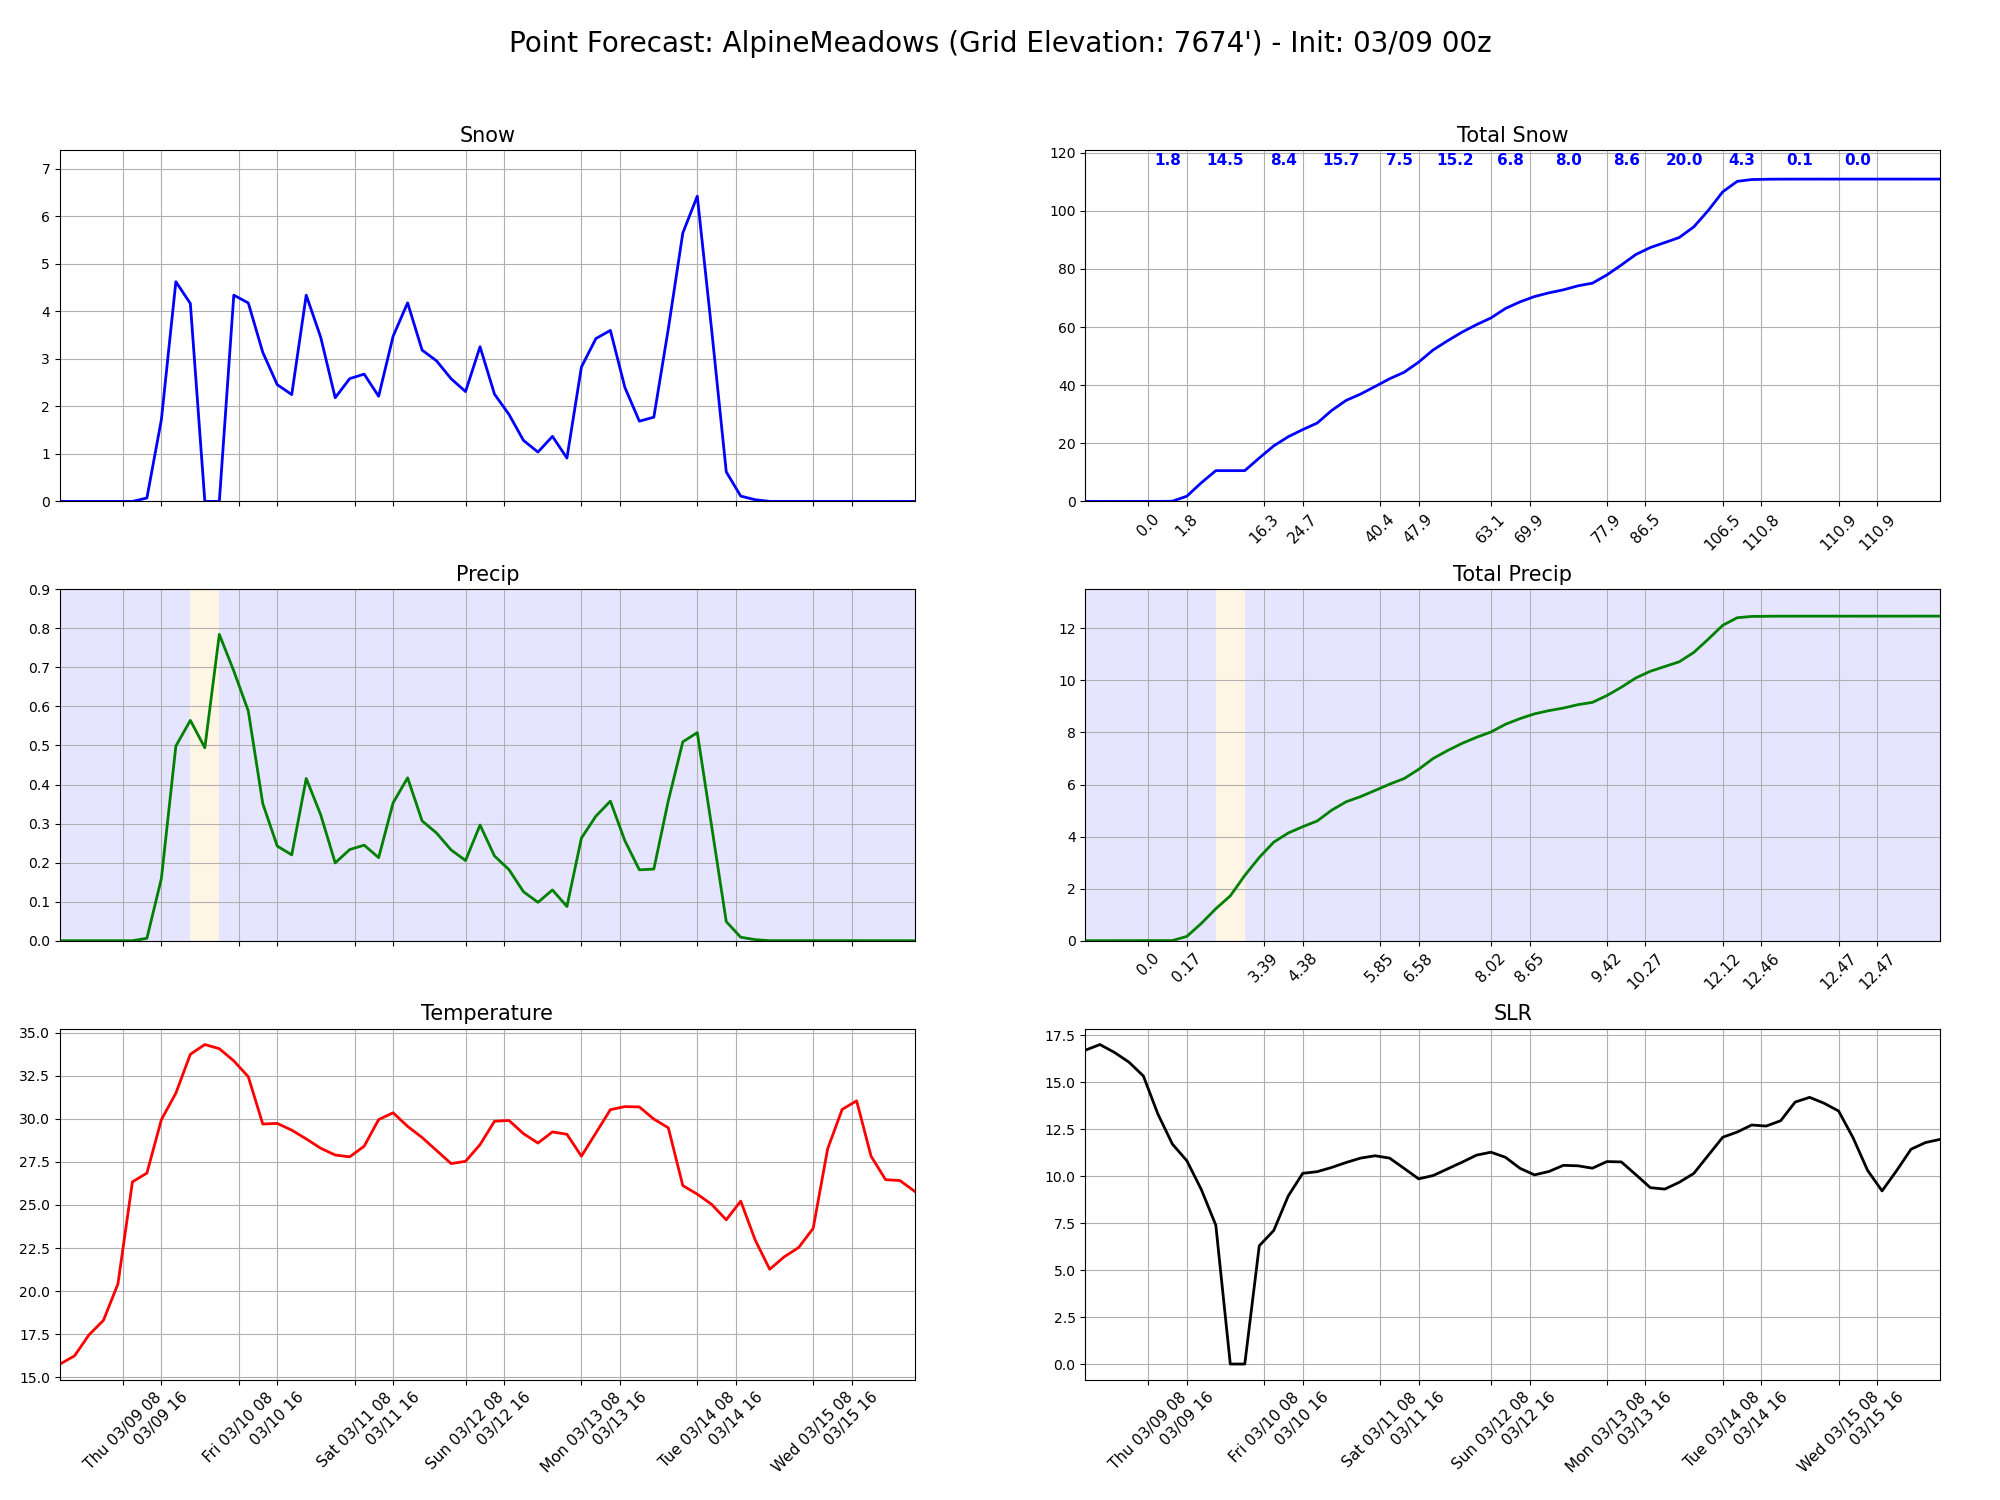 Point Forecast: AlpineMeadows (Grid Elevation: 7674') - Init: 03/09 00z
Snow
7
6
5
4
3
2
1
0
Total Snow
1.8 14.5 8.4 15.7 7.5 15.2 6.8 8.0 8.6 20.0 4.3 0.1 0.0
120
100
80
60
40
20
0
0.0 1.8 16.3 24.7 40.4 47.9 63.1 69.9 77.9 86.5 106.5 110.8 110.9 110.9
Precip
0.9
0.8
0.7
0.6
0.5
0.4
0.3
0.2
0.1
0.0
Total Precip
12
10
8
6
4
2
0
0.0 0.17 3.39 4.38 5.85 6.58 8.02 8.65 9.42 10.27 12.12 12.46 12.47 12.47
Temperature
35.0
32.5
30.0
27.5
25.0
22.5
20.0
17.5
15.0
Thu 03/09 08
03/09 16
Fri 03/10 08
03/10 16
Sat 03/11 08
03/11 16
Sun 03/12 08
03/12 16
Mon 03/13 08
03/13 16
Tue 03/14 08
03/14 16
Wed 03/15 08
03/15 16
SLR
17.5
15.0
12.5
10.0
7.5
5.0
2.5
0.0
Thu 03/09 08
03/09 16
Fri 03/10 08
03/10 16
Sat 03/11 08
03/11 16
Sun 03/12 08
03/12 16
Mon 03/13 08
03/13 16
Tue 03/14 08
03/14 16
Wed 03/15 08
03/15 16